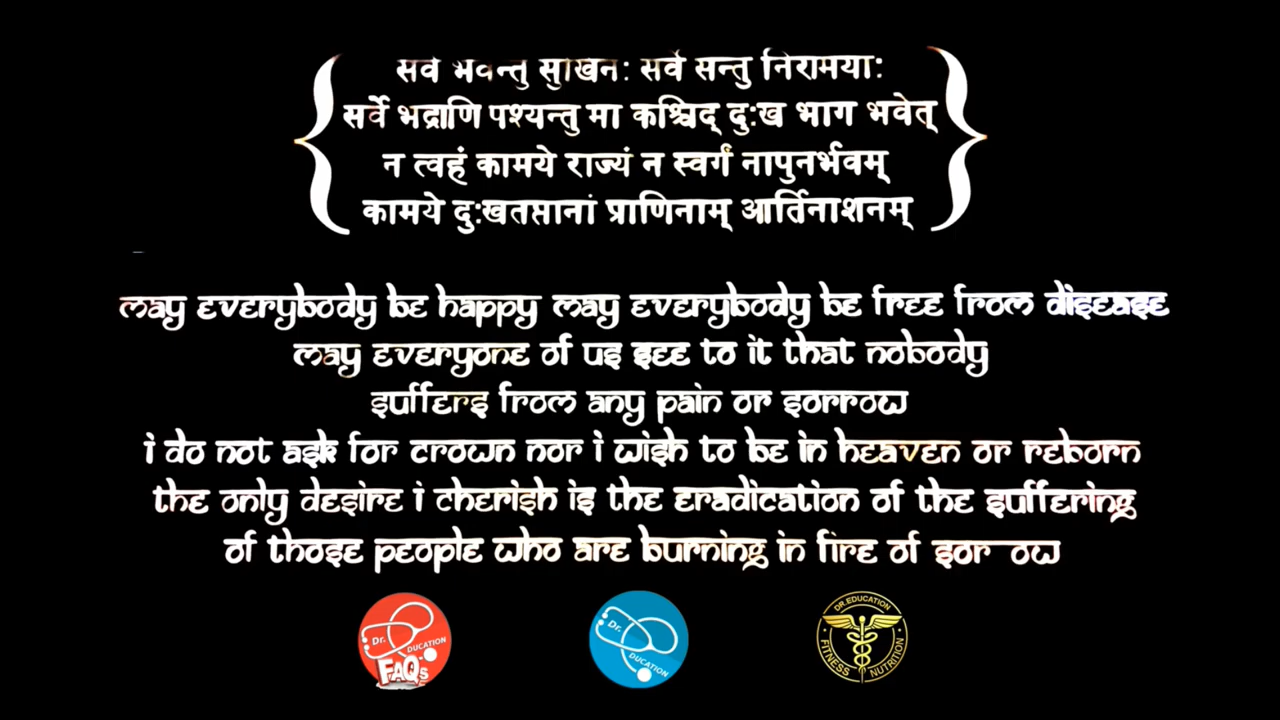 सर्वे भवन्तु सुखिन: सर्वे सन्तु निरामया:
सर्वे भद्राणि पश्यन्तु मा कश्चिद् दु:ख भाग भवेत्
न त्वहं कामये राज्यं न स्वर्गं नापुनर्भवम्
कामये दु:खतप्तानां प्राणिनाम् आर्तिनाशनम्
may everybody be happy may everybody be free from disease
may everyone of us see to it that nobody
suffers from any pain or sorrow
i do not ask for crown nor i wish to be in heaven or reborn
the only desire i cherish is the eradication of the suffering
of those people who are burning in fire of sor ow
Dr. DUCATION FAQs
DUCATION
DR.EDUCATION FITNESS NUTRITION